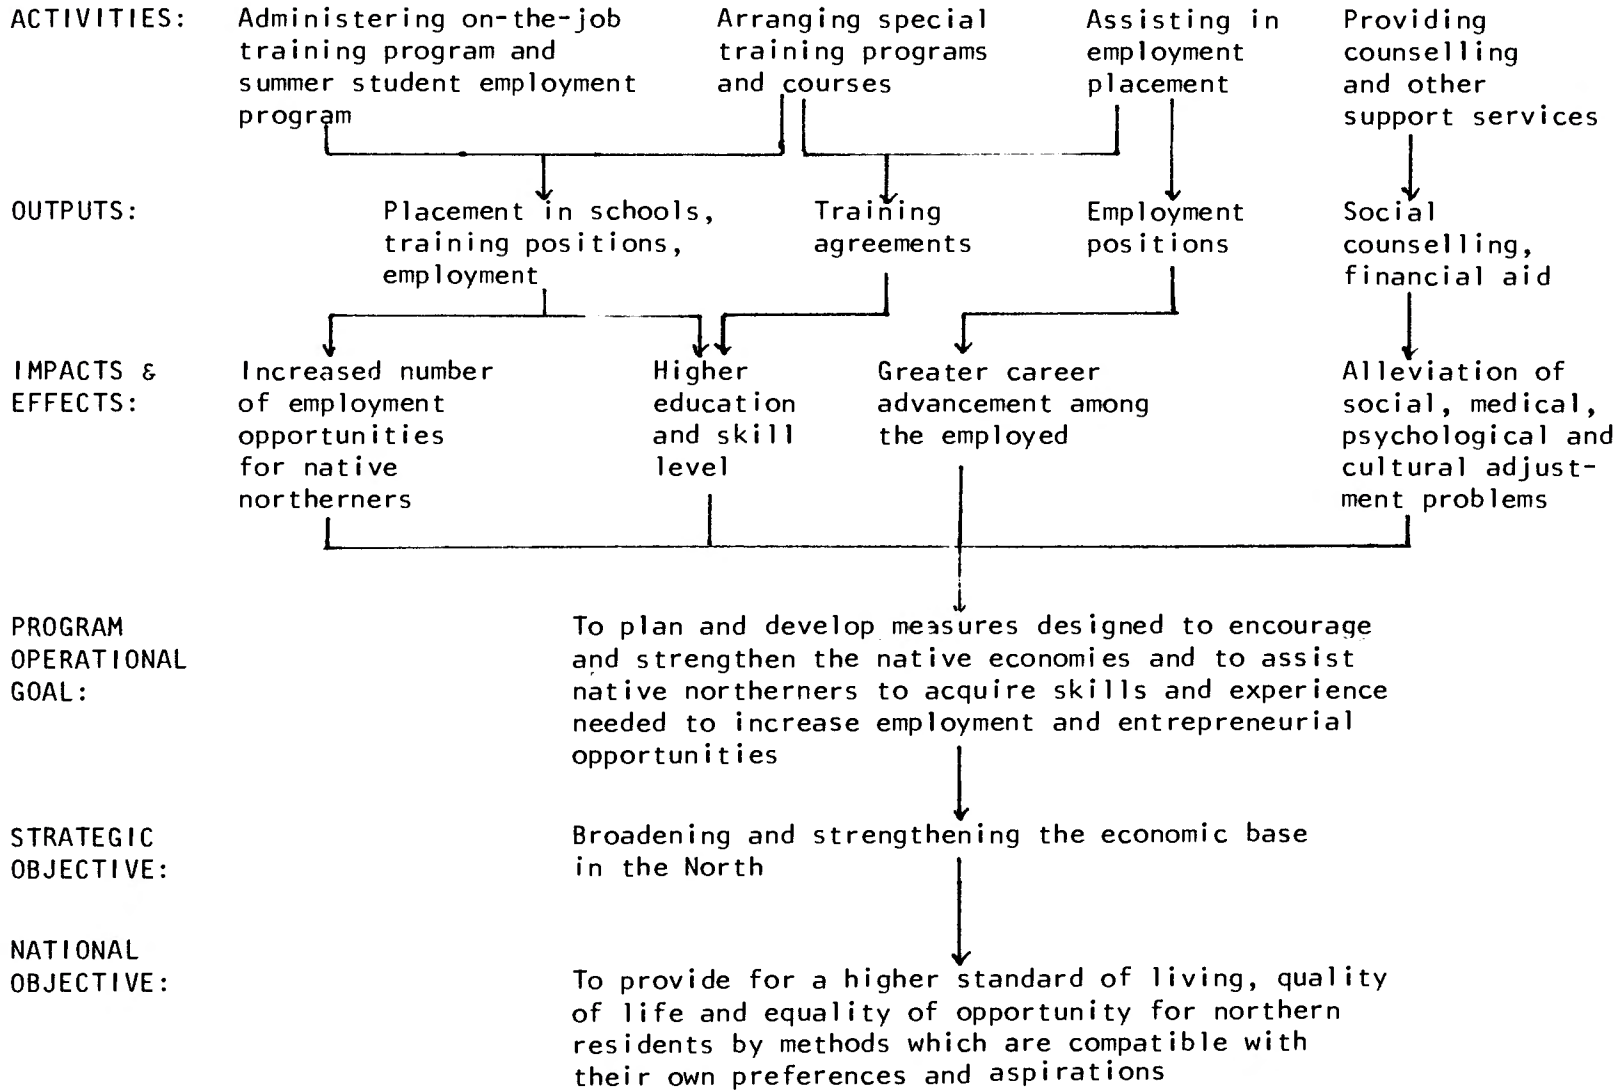 ACTIVITIES:
Administering on-the-job
training program and
summer student employment
program
Arranging special
training programs
and courses
Assisting in
employment
placement
Providing
counselling
and other
support services
OUTPUTS:
Placement in schools,
training positions,
employment
Training
agreements
Employment
positions
Social
counselling,
financial aid
IMPACTS &
EFFECTS:
Increased number
of employment
opportunities
for native
northerners
Higher
education
and skill
level
Greater career
advancement among
the employed
Alleviation of
social, medical,
psychological and
cultural adjust-
ment problems
PROGRAM
OPERATIONAL
GOAL:
To plan and develop measures designed to encourage
and strengthen the native economies and to assist
native northerners to acquire skills and experience
needed to increase employment and entrepreneurial
opportunities
STRATEGIC
OBJECTIVE:
Broadening and strengthening the economic base
in the North
NATIONAL
OBJECTIVE:
To provide for a higher standard of living, quality
of life and equality of opportunity for northern
residents by methods which are compatible with
their own preferences and aspirations